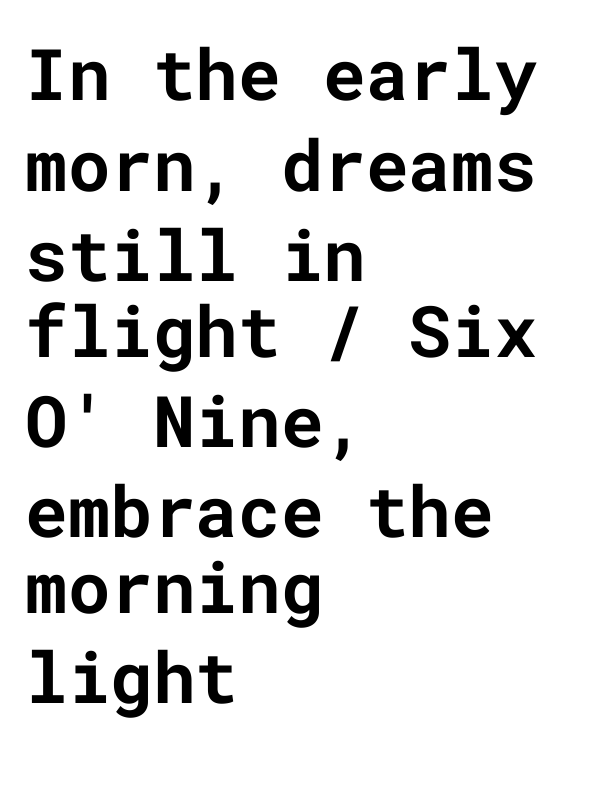 In the early
morn, dreams
still in
flight / Six
O' Nine,
embrace the
morning
light